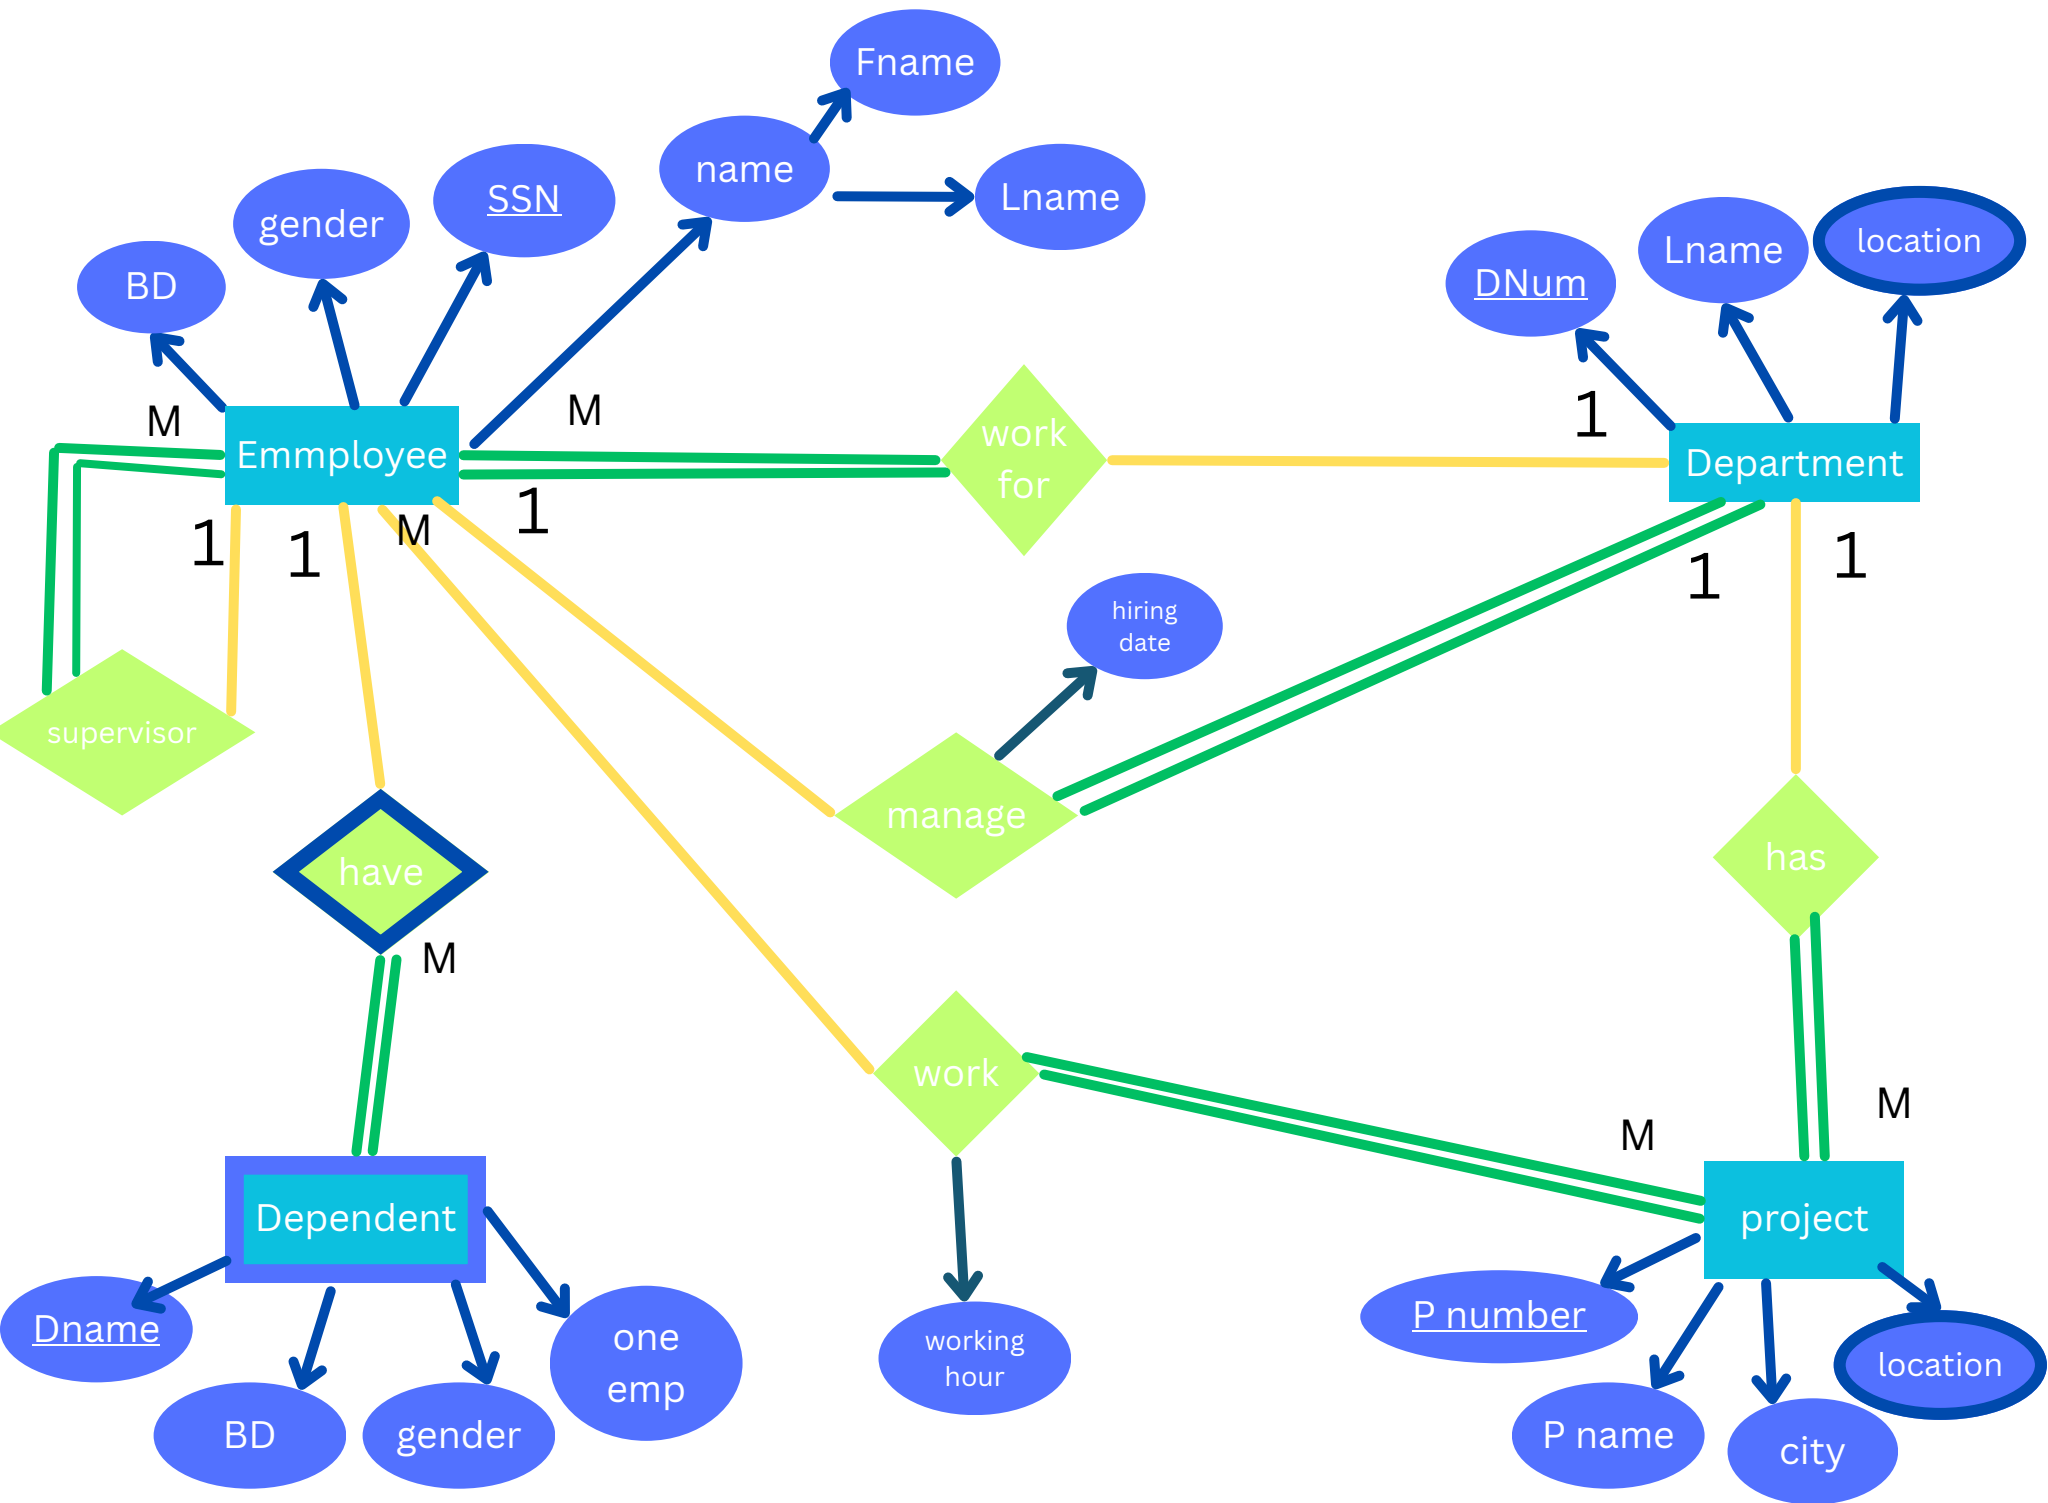 Fname
name
Lname
SSN
gender
BD
DNum
Lname
location
M
M
1
Emmployee
work
for
Department
1
1
M
1
1
1
hiring
date
supervisor
manage
have
has
M
work
M
M
Dependent
project
Dname
one
emp
BD
gender
working
hour
P number
location
P name
city